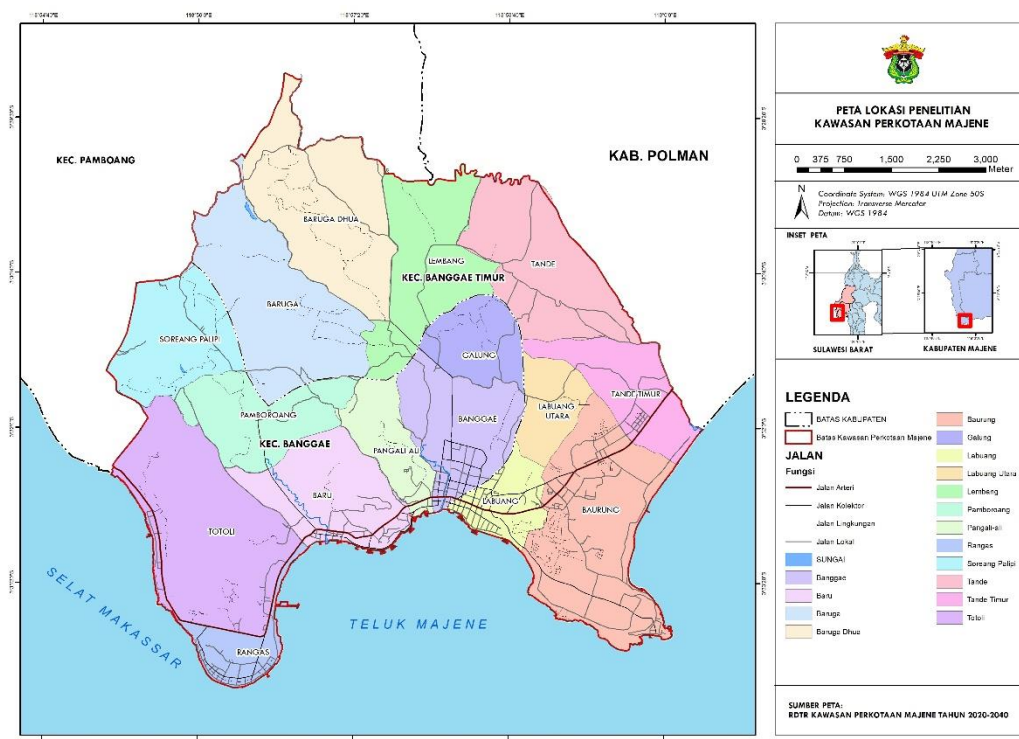 KEC. PAMBOANG
KAB. POLMAN
BARUGA DHUA
LEMBANG
KEC. BANGGAE TIMUR
TANDE
BARUGA
SOREANG PALIPI
GALUNG
TANDE TIMUR
PAMBOROANG
BANGGAE
LABUANG
UTARA
KEC. BANGGAE
PANGALI ALI
BARU
LABUANG
BAURUNG
TOTOLI
SELAT MAKASSAR
TELUK MAJENE
RANGAS
PETA LOKASI PENELITIAN
KAWASAN PERKOTAAN MAJENE
0 375 750 1,500 2,250 3,000
Meter
N
Coordinate System: WGS 1984 UTM Zone 50S
Projection: Transverse Mercator
Datum: WGS 1984
INSET PETA
SULAWESI BARAT
KABUPATEN MAJENE
LEGENDA
BATAS KABUPATEN
Batas Kawasan Perkotaan Majene
JALAN
Fungsi
Jalan Arteri
Jalan Kolektor
Jalan Lingkungan
Jalan Lokal
SUNGAI
Banggae
Baru
Baruga
Baruga Dhua
Baurung
Galung
Labuang
Labuang Utara
Lembang
Pamboroang
Pangali-ali
Rangas
Soreang Palipi
Tande
Tande Timur
Totoli
SUMBER PETA:
RDTR KAWASAN PERKOTAAN MAJENE TAHUN 2020-2040